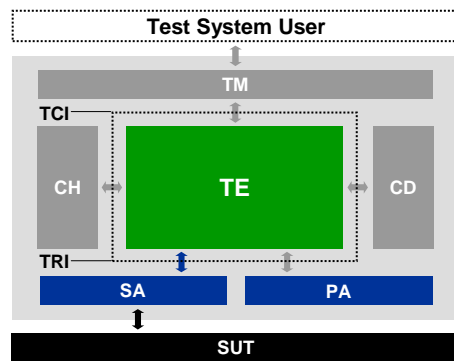 Test System User
TM
TCI
CH
TE
CD
TRI
SA
PA
SUT